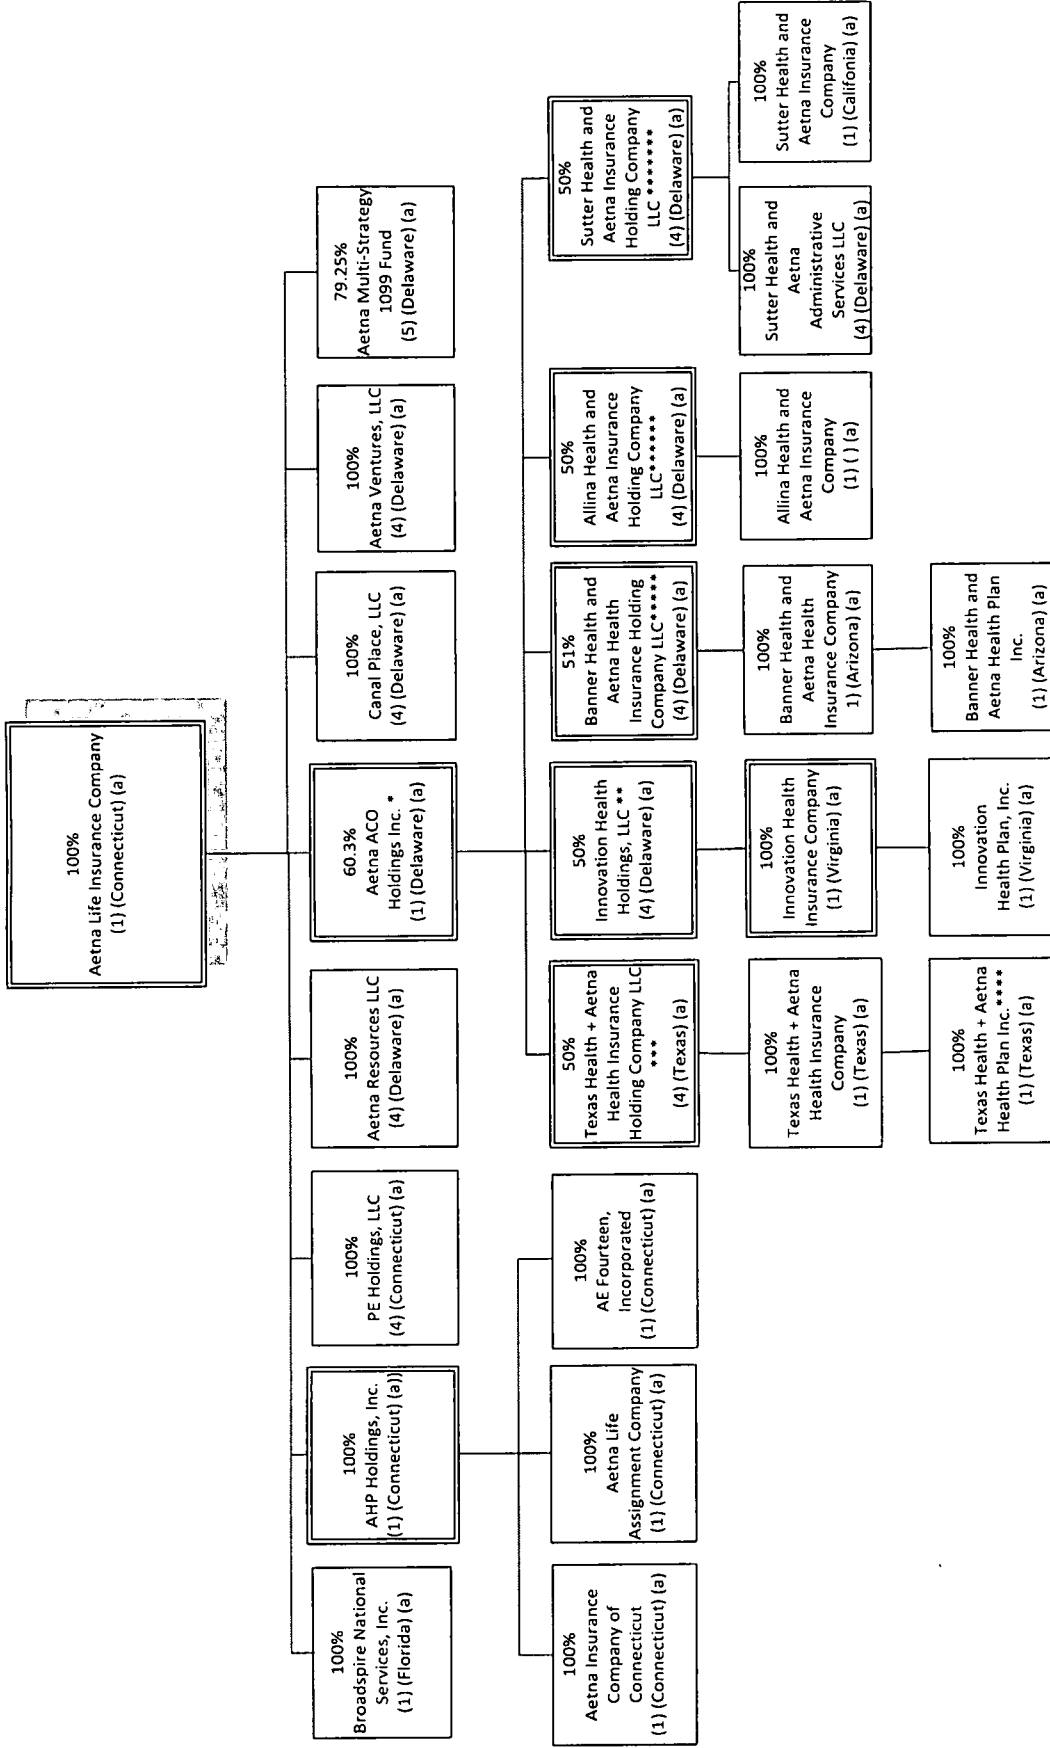 100%
Aetna Life Insurance Company
(1) (Connecticut) (a)
100%
Broadspire National
Services, Inc.
(1) (Florida) (a)
100%
AHP Holdings, Inc.
(1) (Connecticut) (a))
100%
PE Holdings, LLC
(4) (Connecticut) (a)
100%
Aetna Resources LLC
(4) (Delaware) (a)
60.3%
Aetna ACO
Holdings Inc. *
(1) (Delaware) (a)
100%
Canal Place, LLC
(4) (Delaware) (a)
100%
Aetna Ventures, LLC
(4) (Delaware) (a)
79.25%
Aetna Multi-Strategy
1099 Fund
(5) (Delaware) (a)
100%
Aetna Insurance
Company of
Connecticut
(1) (Connecticut) (a)
100%
Aetna Life
Assignment Company
(1) (Connecticut) (a)
100%
AE Fourteen,
Incorporated
(1) (Connecticut) (a)
50%
Texas Health + Aetna
Health Insurance
Holding Company LLC
***
(4) (Texas) (a)
50%
Innovation Health
Holdings, LLC **
(4) (Delaware) (a)
51%
Banner Health and
Aetna Health
Insurance Holding
Company LLC*****
(4) (Delaware) (a)
50%
Allina Health and
Aetna Insurance
Holding Company
LLC******
(4) (Delaware) (a)
50%
Sutter Health and
Aetna Insurance
Holding Company
LLC *******
(4) (Delaware) (a)
100%
Texas Health + Aetna
Health Insurance
Company
(1) (Texas) (a)
100%
Innovation Health
Insurance Company
(1) (Virginia) (a)
100%
Banner Health and
Aetna Health
Insurance Company
1) (Arizona) (a)
100%
Allina Health and
Aetna Insurance
Company
(1) ( ) (a)
100%
Sutter Health and
Aetna
Administrative
Services LLC
(4) (Delaware) (a)
100%
Sutter Health and
Aetna Insurance
Company
(1) (Califonia) (a)
100%
Texas Health + Aetna
Health Plan Inc.****
(1) (Texas) (a)
100%
Innovation
Health Plan, Inc.
(1) (Virginia) (a)
100%
Banner Health and
Aetna Health Plan
Inc.
(1) (Arizona) (a)